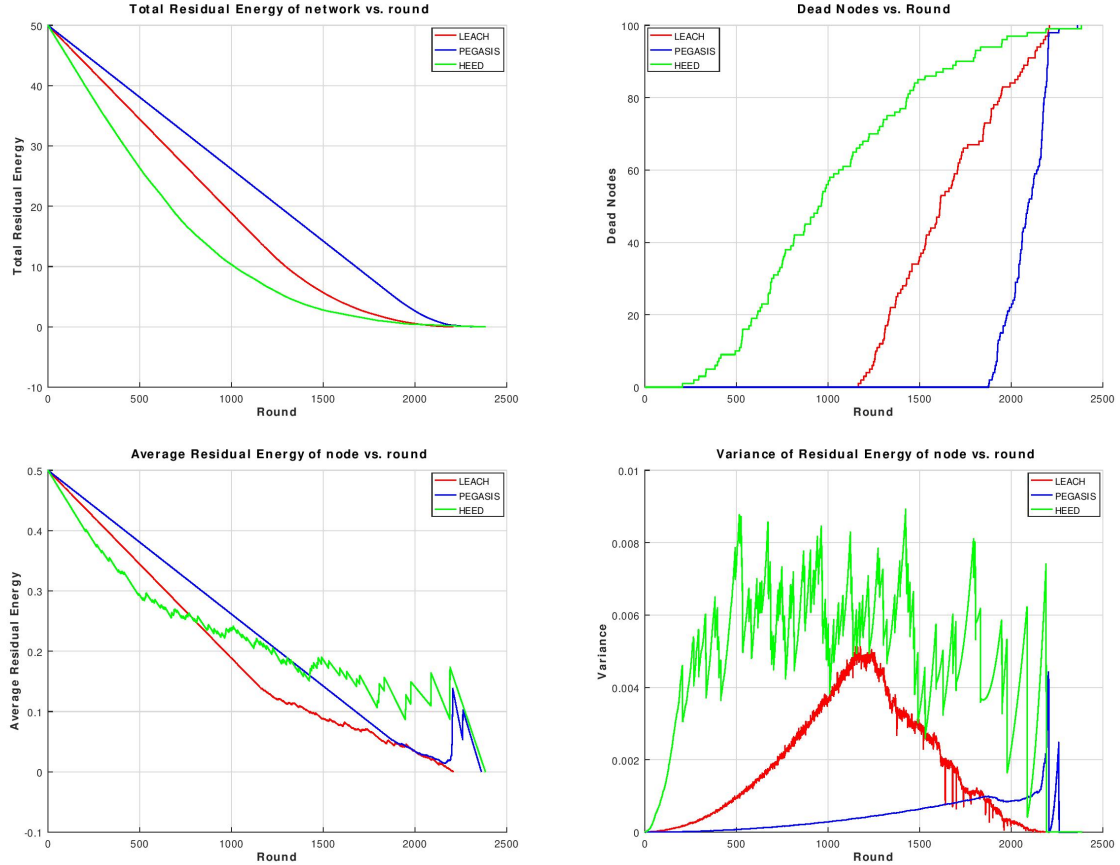 Total Residual Energy of network vs. round
50
40
30
20
10
0
-10
Total Residual Energy
LEACH
PEGASIS
HEED
0 500 1000 1500 2000 2500
Round
Dead Nodes vs. Round
100
80
60
40
20
0
Dead Nodes
LEACH
PEGASIS
HEED
0 500 1000 1500 2000 2500
Round
Average Residual Energy of node vs. round
0.5
0.4
0.3
0.2
0.1
0
-0.1
Average Residual Energy
LEACH
PEGASIS
HEED
0 500 1000 1500 2000 2500
Round
Variance of Residual Energy of node vs. round
0.01
0.008
0.006
0.004
0.002
0
Variance
LEACH
PEGASIS
HEED
0 500 1000 1500 2000 2500
Round